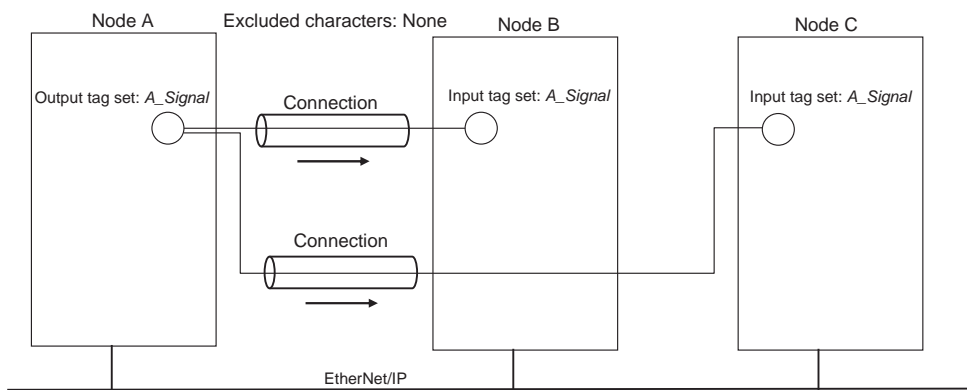 Node A
Excluded characters: None
Node B
Node C
Output tag set: A_Signal
Connection
Input tag set: A_Signal
Input tag set: A_Signal
Connection
EtherNet/IP